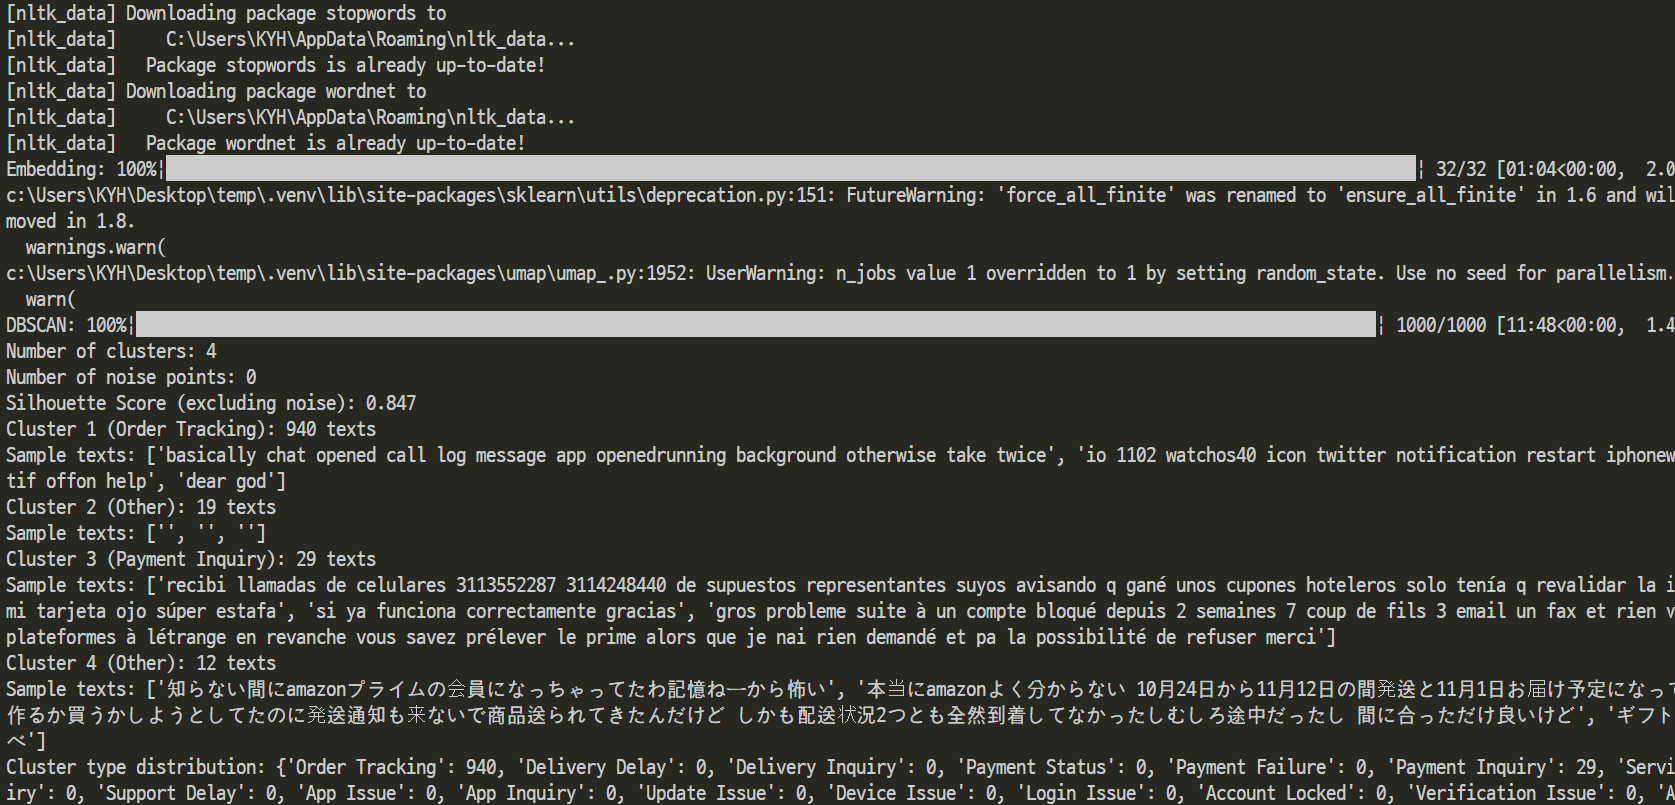 [nltk_data] Downloading package stopwords to
[nltk_data]     C:\Users\KYH\AppData\Roaming\nltk_data...
[nltk_data]   Package stopwords is already up-to-date!
[nltk_data] Downloading package wordnet to
[nltk_data]     C:\Users\KYH\AppData\Roaming\nltk_data...
[nltk_data]   Package wordnet is already up-to-date!
Embedding: 100%¦ ¦ 32/32 [01:04<00:00,  2.0
c:\Users\KYH\Desktop\temp\.venv\lib\site-packages\sklearn\utils\deprecation.py:151: FutureWarning: 'force_all_finite' was renamed to 'ensure_all_finite' in 1.6 and wil
moved in 1.8.
  warnings.warn(
c:\Users\KYH\Desktop\temp\.venv\lib\site-packages\umap\umap_.py:1952: UserWarning: n_jobs value 1 overridden to 1 by setting random_state. Use no seed for parallelism.
  warn(
DBSCAN: 100%¦ ¦ 1000/1000 [11:48<00:00,  1.4
Number of clusters: 4
Number of noise points: 0
Silhouette Score (excluding noise): 0.847
Cluster 1 (Order Tracking): 940 texts
Sample texts: ['basically chat opened call log message app openedrunning background otherwise take twice', 'io 1102 watchos40 icon twitter notification restart iphonew
tif offon help', 'dear god']
Cluster 2 (Other): 19 texts
Sample texts: ['', '', '']
Cluster 3 (Payment Inquiry): 29 texts
Sample texts: ['recibi llamadas de celulares 3113552287 3114248440 de supuestos representantes suyos avisando q gané unos cupones hoteleros solo tenía q revalidar la i
mi tarjeta ojo súper estafa', 'si ya funciona correctamente gracias', 'gros probleme suite à un compte bloqué depuis 2 semaines 7 coup de fils 3 email un fax et rien v
plateformes à létrange en revanche vous savez prélever le prime alors que je nai rien demandé et pa la possibilité de refuser merci']
Cluster 4 (Other): 12 texts
Sample texts: ['知らない間にamazonプライムの会員になっちゃってたわ記憶ねーから怖い', '本当にamazonよく分からない 10月24日から11月12日の間発送と11月1日お届け予定になって
作るか買うかしようとしてたのに発送通知も来ないで商品送られてきたんだけど しかも配送状況2つとも全然到着してなかったしむしろ途中だったし 間に合っただけ良いけど', 'ギフト
べ']
Cluster type distribution: {'Order Tracking': 940, 'Delivery Delay': 0, 'Delivery Inquiry': 0, 'Payment Status': 0, 'Payment Failure': 0, 'Payment Inquiry': 29, 'Servi
iry': 0, 'Support Delay': 0, 'App Issue': 0, 'App Inquiry': 0, 'Update Issue': 0, 'Device Issue': 0, 'Login Issue': 0, 'Account Locked': 0, 'Verification Issue': 0, 'A